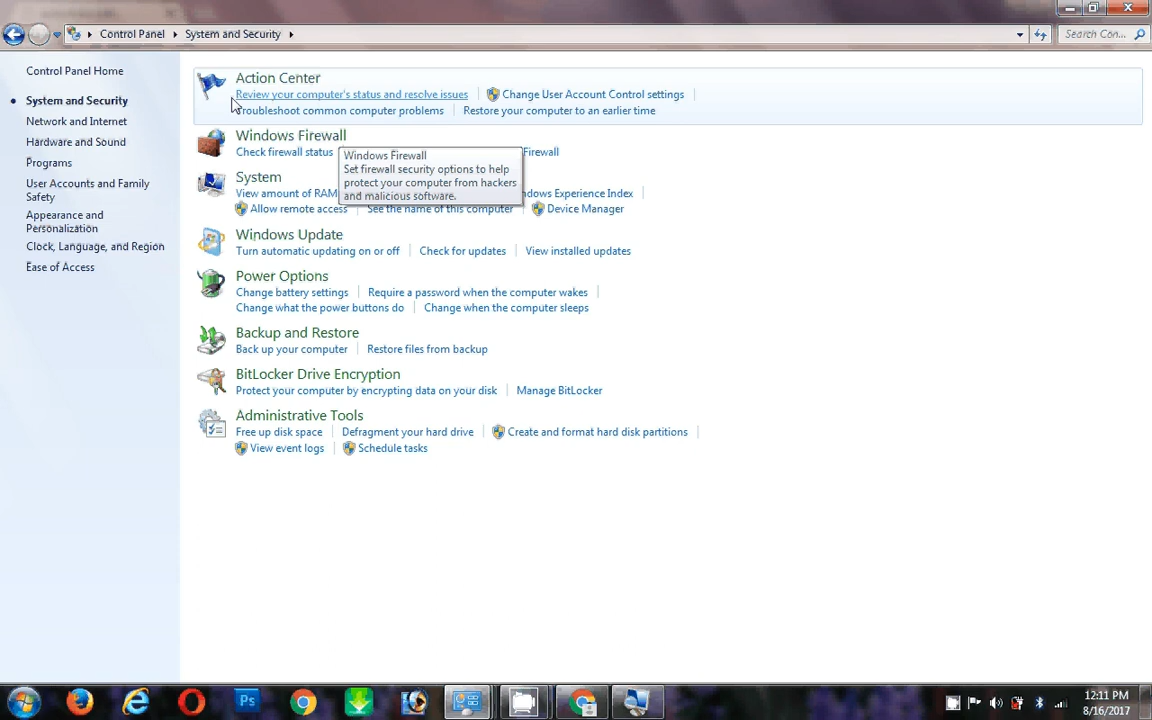 Control Panel System and Security Search Con...
Control Panel Home
System and Security
Network and Internet
Hardware and Sound
Programs
User Accounts and Family
Safety
Appearance and
Personalization
Clock, Language, and Region
Ease of Access
Action Center
Review your computer's status and resolve issues Change User Account Control settings
Troubleshoot common computer problems Restore your computer to an earlier time
Windows Firewall
Check firewall status Firewall
Windows Firewall
Set firewall security options to help
protect your computer from hackers
and malicious software.
System
View amount of RAM Experience Index
Allow remote access See the name of this computer Device Manager
Windows Update
Turn automatic updating on or off Check for updates View installed updates
Power Options
Change battery settings Require a password when the computer wakes
Change what the power buttons do Change when the computer sleeps
Backup and Restore
Back up your computer Restore files from backup
BitLocker Drive Encryption
Protect your computer by encrypting data on your disk Manage BitLocker
Administrative Tools
Free up disk space Defragment your hard drive Create and format hard disk partitions
View event logs Schedule tasks
Ps
12:11 PM
8/16/2017